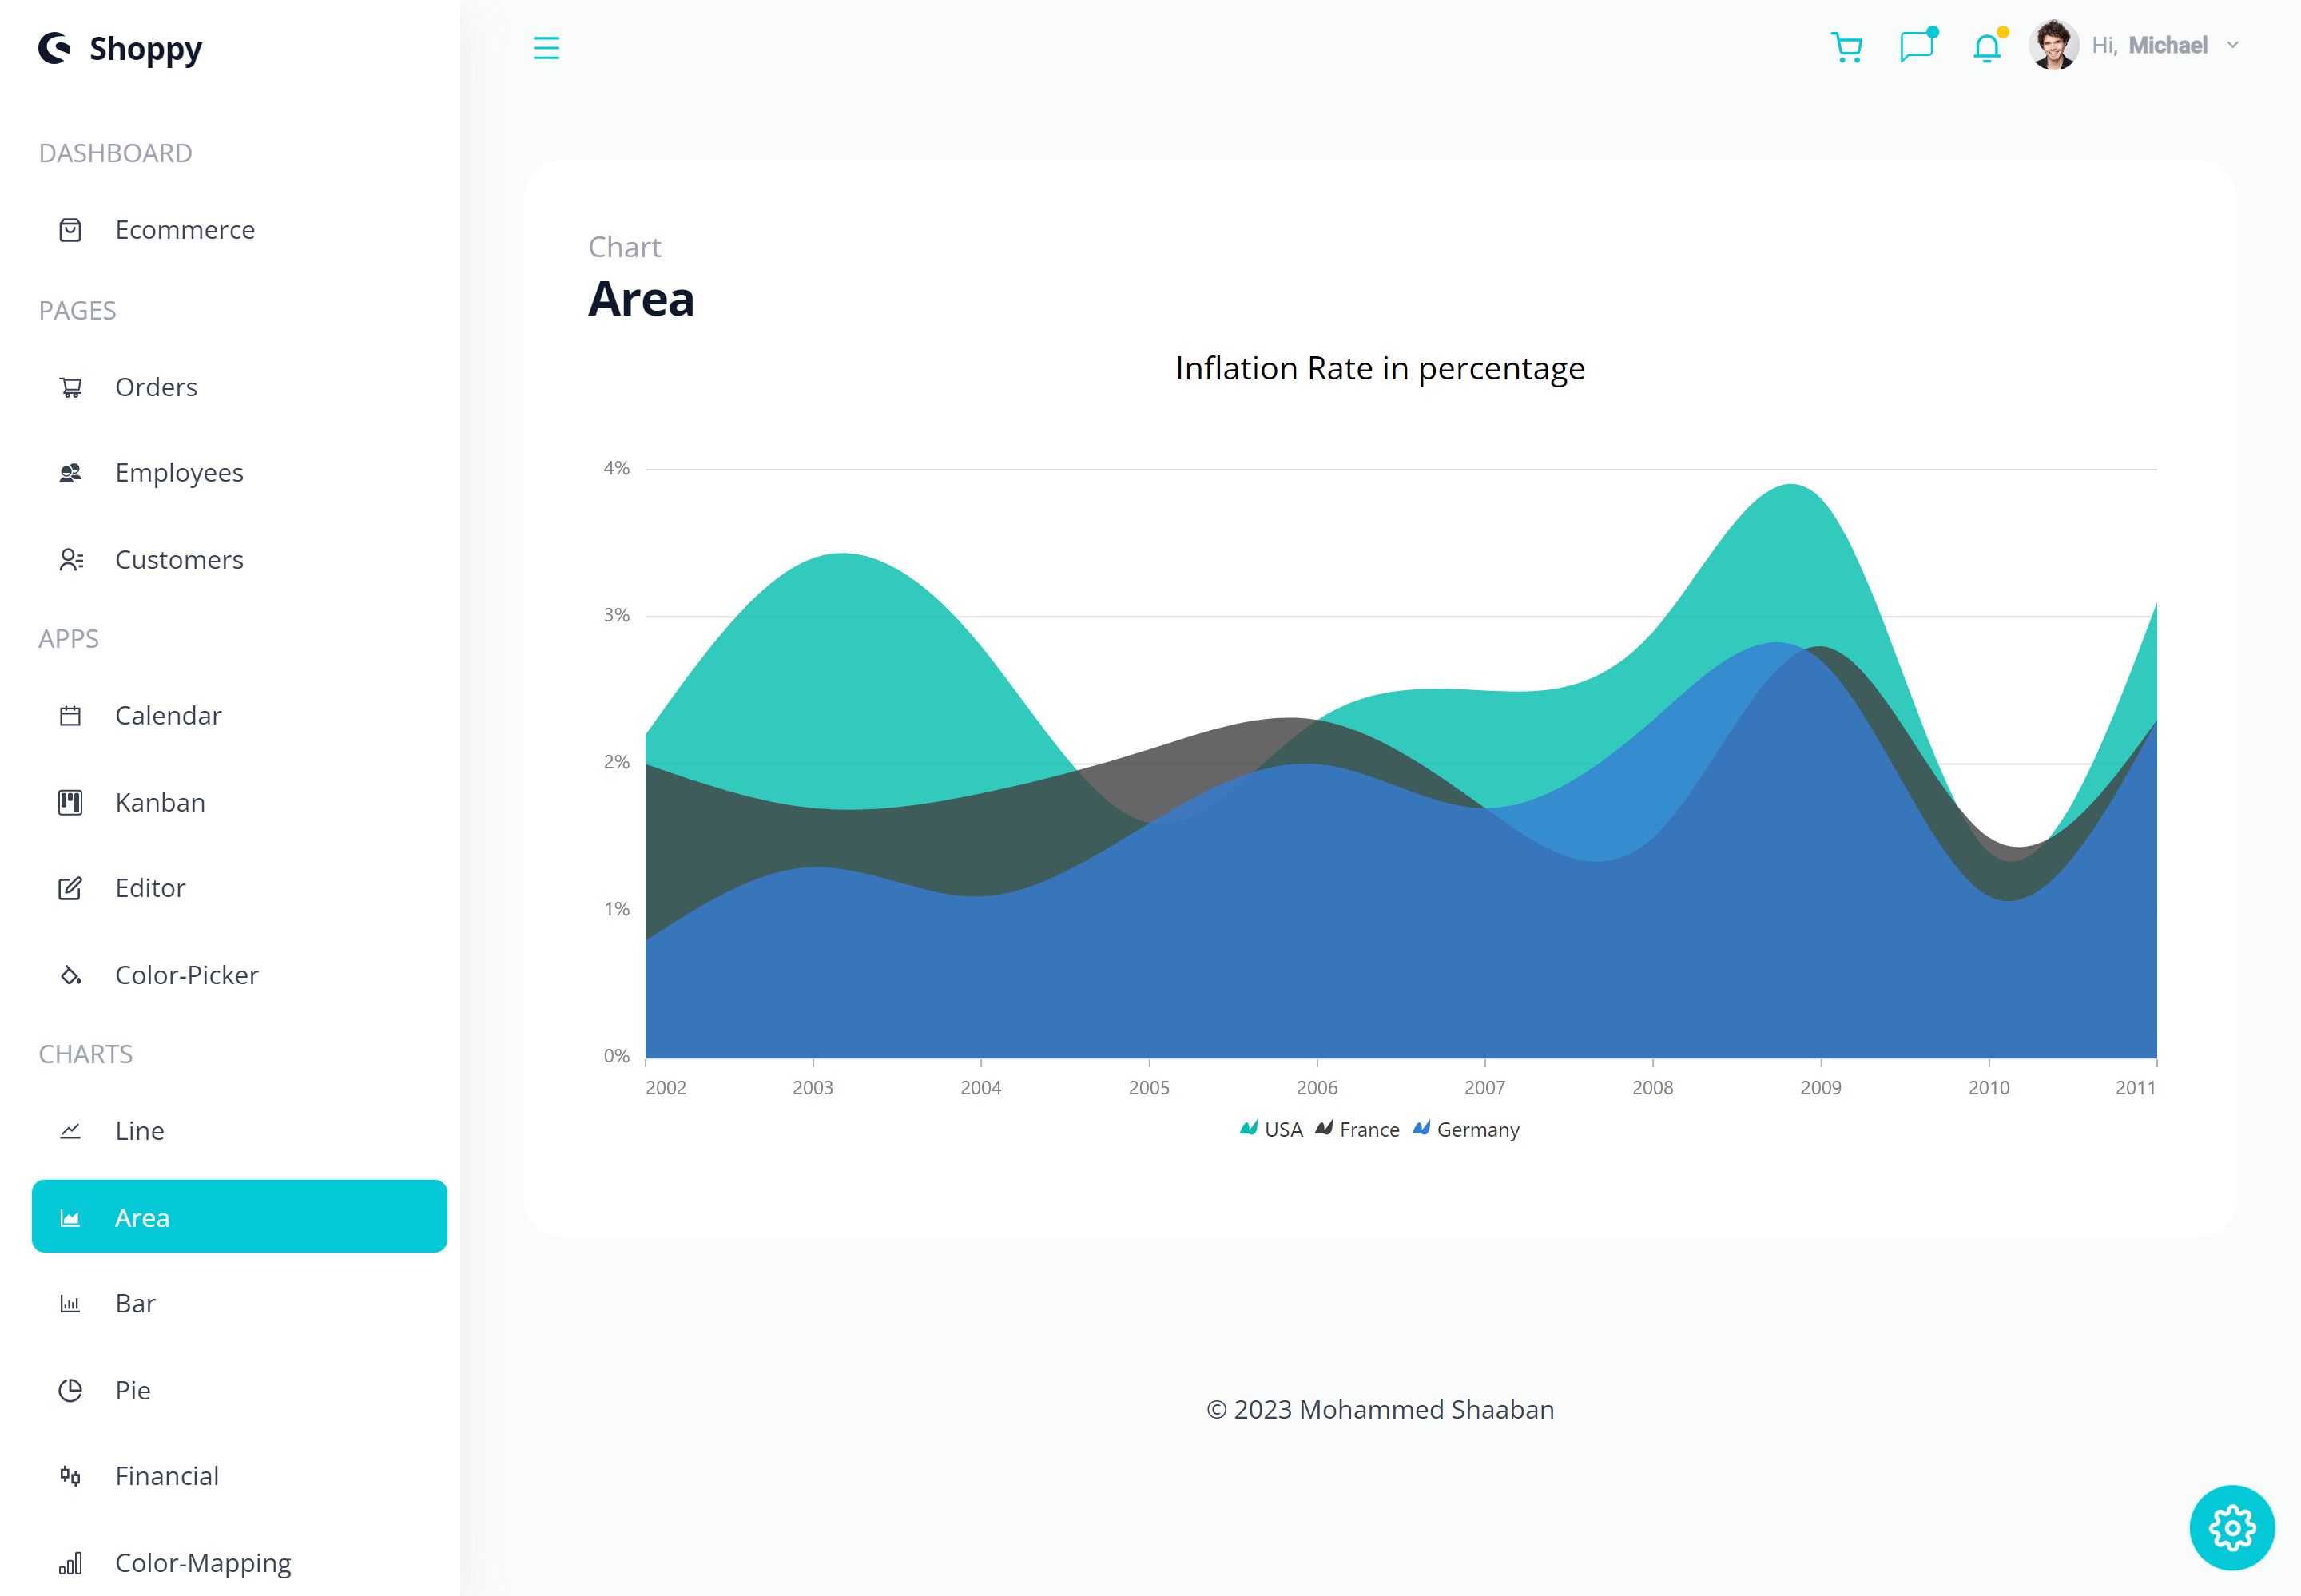 Shoppy
DASHBOARD
Ecommerce
PAGES
Orders
Employees
Customers
APPS
Calendar
Kanban
Editor
Color-Picker
CHARTS
Line
Area
Bar
Pie
Financial
Color-Mapping
Hi, Michael
Chart
Area
Inflation Rate in percentage
4%
3%
2%
1%
0%
2002 2003 2004 2005 2006 2007 2008 2009 2010 2011
USA France Germany
© 2023 Mohammed Shaaban